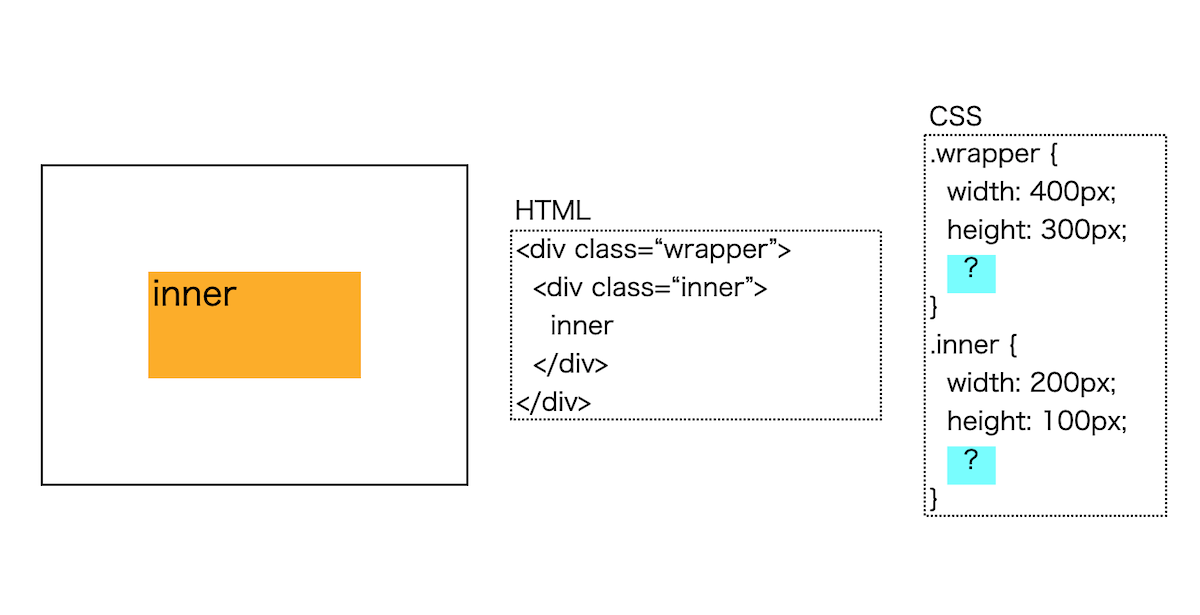 inner
HTML
<div class=“wrapper”>
<div class=“inner”>
inner
</div>
</div>
CSS
.wrapper {
width: 400px;
height: 300px;
?
}
.inner {
width: 200px;
height: 100px;
?
}